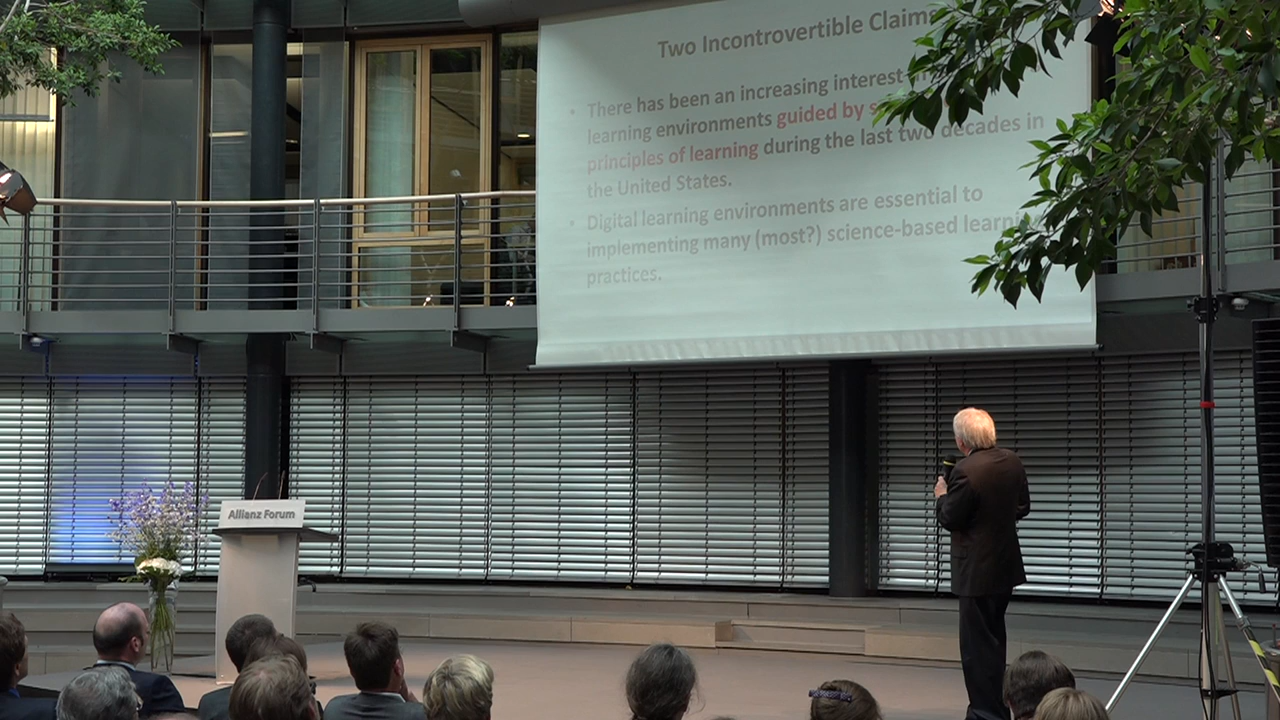 Two Incontrovertible Claims
• There has been an increasing interest
learning environments guided by
principles of learning during the last two decades in
the United States.
• Digital learning environments are essential to
implementing many (most?) science-based learning
practices.
Allianz Forum